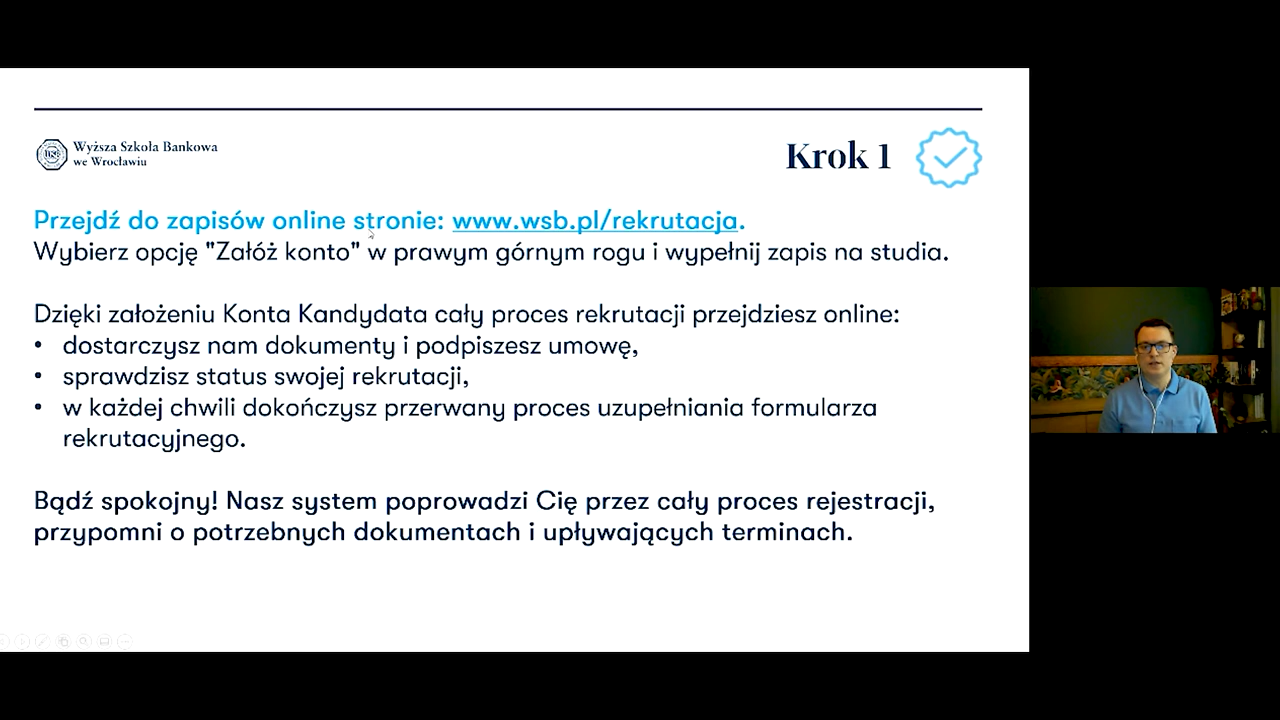 Wyższa Szkoła Bankowa
we Wrocławiu
Krok 1
Przejdź do zapisów online stronie: www.wsb.pl/rekrutacja.
Wybierz opcję "Załóż konto" w prawym górnym rogu i wypełnij zapis na studia.
Dzięki założeniu Konta Kandydata cały proces rekrutacji przejdziesz online:
• dostarczysz nam dokumenty i podpiszesz umowę,
• sprawdzisz status swojej rekrutacji,
• w każdej chwili dokończysz przerwany proces uzupełniania formularza
rekrutacyjnego.
Bądź spokojny! Nasz system poprowadzi Cię przez cały proces rejestracji,
przypomni o potrzebnych dokumentach i upływających terminach.